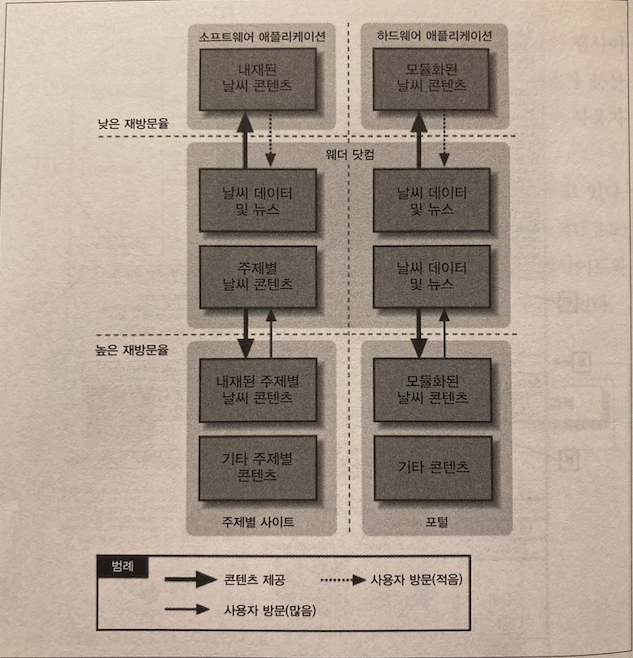 소프트웨어 애플리케이션
하드웨어 애플리케이션
내재된
날씨 콘텐츠
모듈화된
날씨 콘텐츠
낮은 재방문율
웨더 닷컴
날씨 데이터
및 뉴스
날씨 데이터
및 뉴스
주제별
날씨 콘텐츠
날씨 데이터
및 뉴스
높은 재방문율
내재된 주제별
날씨 콘텐츠
모듈화된
날씨 콘텐츠
기타 주제별
콘텐츠
기타 콘텐츠
주제별 사이트
포털
범례
콘텐츠 제공
사용자 방문(적음)
사용자 방문(많음)